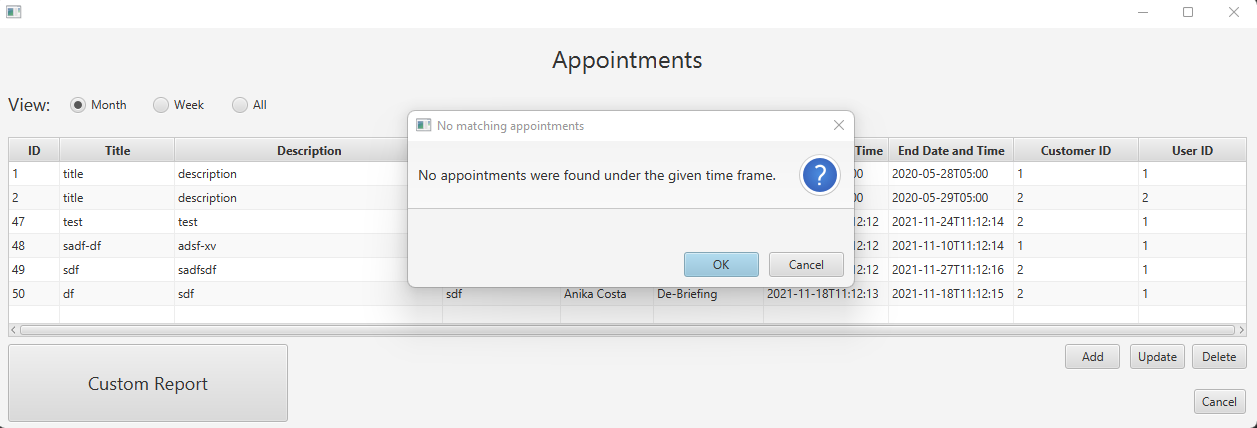 Appointments
View: Month Week All
No matching appointments
No appointments were found under the given time frame.
OK Cancel
ID Title Description Time End Date and Time Customer ID User ID
1 title description 00 2020-05-28T05:00 1 1
2 title description 00 2020-05-29T05:00 2 2
47 test test 12:12 2021-11-24T11:12:14 2 1
48 sadf-df adsf-xv 12:12 2021-11-10T11:12:14 1 1
49 sdf sadfsdf 12:12 2021-11-27T11:12:16 2 1
50 df sdf sdf Anika Costa De-Briefing 2021-11-18T11:12:13 2021-11-18T11:12:15 2 1
Custom Report
Add Update Delete
Cancel